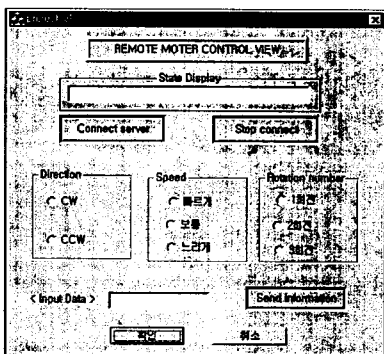 REMOTE MOTER CONTROL VIEW
State Display
Connect server
Stop connect
Direction
Speed
Rotation number
CW
빠르게
1회전
CCW
보통
2회전
느리게
3회전
< Input Data >
Send Information
확인
취소